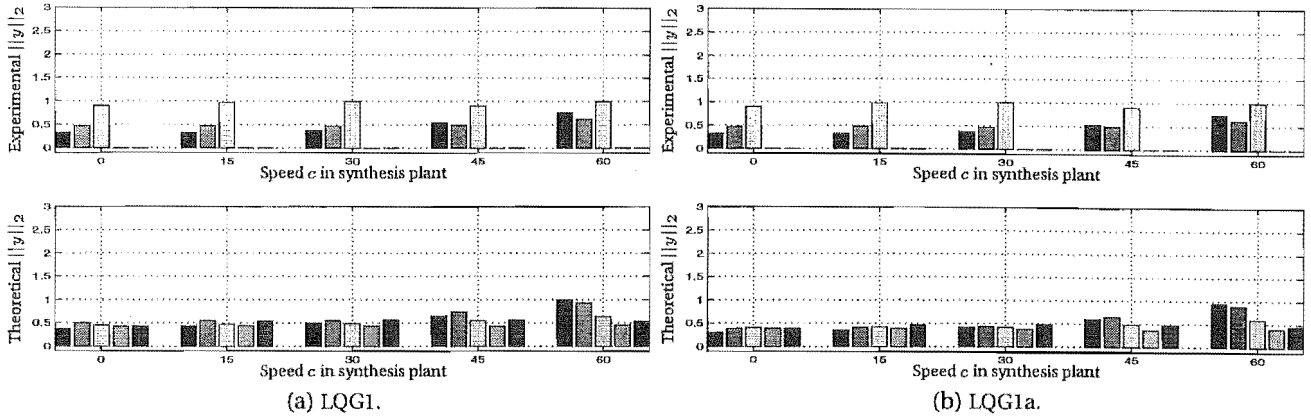 Experimental ||y||₂
3
2.5
2
1.5
1
0.5
0
0 15 30 45 60
Speed c in synthesis plant
Theoretical ||y||₂
3
2.5
2
1.5
1
0.5
0
0 15 30 45 60
Speed c in synthesis plant
(a) LQG1.
Experimental ||y||₂
3
2.5
2
1.5
1
0.5
0
0 15 30 45 60
Speed c in synthesis plant
Theoretical ||y||₂
3
2.5
2
1.5
1
0.5
0
0 15 30 45 60
Speed c in synthesis plant
(b) LQG1a.